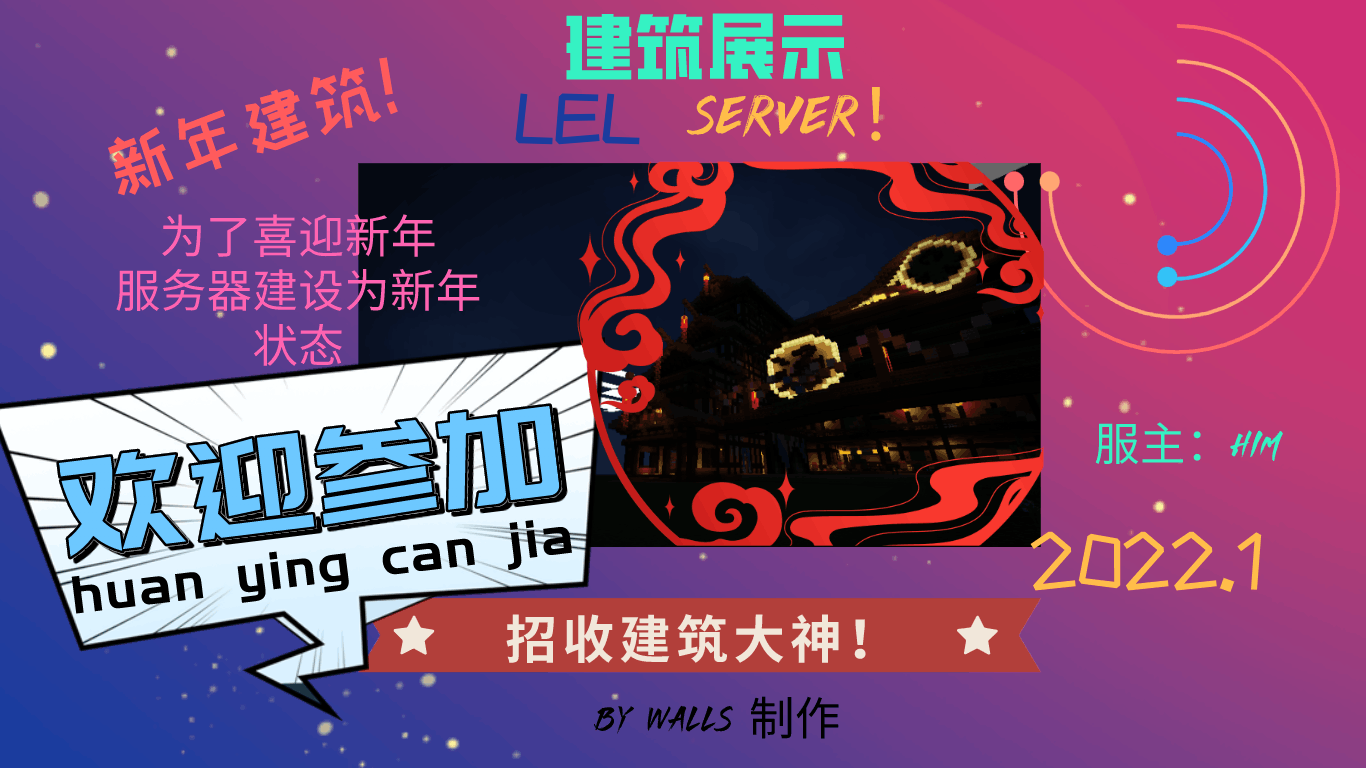 建筑展示
LEL SERVER!
新年建筑!
为了喜迎新年
服务器建设为新年
状态
欢迎参加
huan ying can jia
服主：HIM
2022.1
招收建筑大神！
BY WALLS 制作